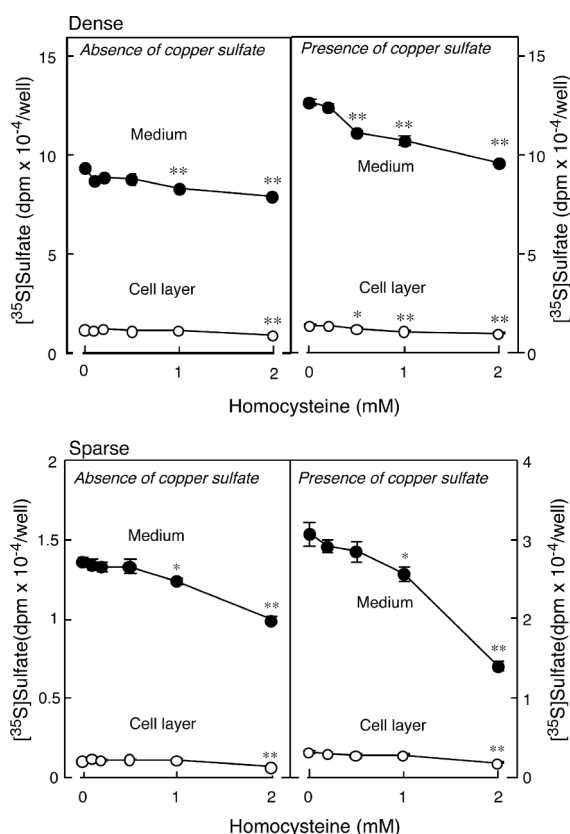 Dense
Absence of copper sulfate
Presence of copper sulfate
15
10
5
0
[35S]Sulfate (dpm x 10-4/well)
Medium
** **
Cell layer
**
** ** **
Medium
Cell layer
* ** **
15
10
5
0
[35S]Sulfate (dpm x 10-4/well)
0 1 2 0 1 2
Homocysteine (mM)
Sparse
Absence of copper sulfate
Presence of copper sulfate
2
1.5
1
0.5
0
[35S]Sulfate(dpm x 10-4/well)
Medium
* **
Cell layer
**
*
Medium
**
Cell layer
**
4
3
2
1
0
[35S]Sulfate(dpm x 10-4/well)
0 1 2 0 1 2
Homocysteine (mM)